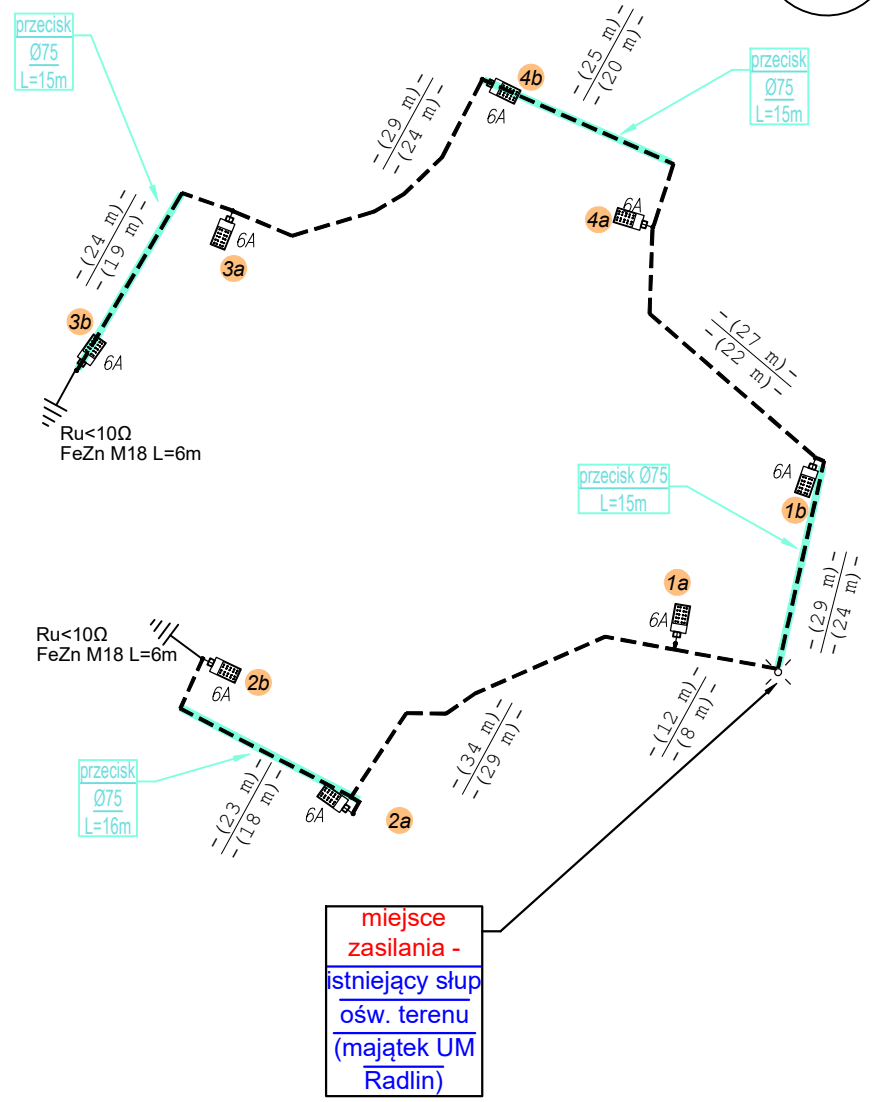 przecisk
Ø75
L=15m
-(25 m)-
-(20 m)-
4b
6A
przecisk
Ø75
L=15m
-(29 m)-
-(24 m)-
-(24 m)-
-(19 m)-
6A
3a
6A
4a
3b
6A
Ru<10Ω
FeZn M18 L=6m
-(27 m)-
-(22 m)-
6A
1b
przecisk Ø75
L=15m
-(29 m)-
-(24 m)-
1a
6A
Ru<10Ω
FeZn M18 L=6m
6A
2b
-(12 m)-
-(8 m)-
-(34 m)-
-(29 m)-
przecisk
Ø75
L=16m
-(23 m)-
-(18 m)-
6A
2a
miejsce
zasilania -
istniejący słup
ośw. terenu
(majątek UM
Radlin)